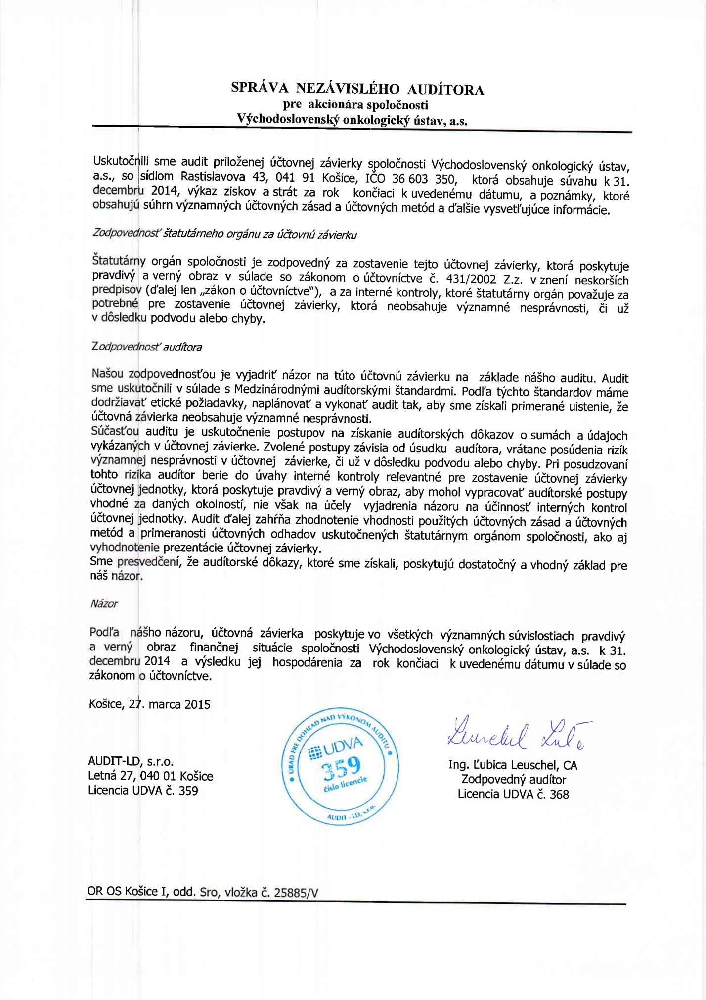 SPRÁVA NEZÁVISLÉHO AUDÍTORA
pre akcionára spoločnosti
Východoslovenský onkologický ústav, a.s.
Uskutočnili sme audit priloženej účtovnej závierky spoločnosti Východoslovenský onkologický ústav,
a.s., so sídlom Rastislavova 43, 041 91 Košice, IČO 36 603 350, ktorá obsahuje súvahu k 31.
decembru 2014, výkaz ziskov a strát za rok končiaci k uvedenému dátumu, a poznámky, ktoré
obsahujú súhrn významných účtovných zásad a účtovných metód a ďalšie vysvetľujúce informácie.
Zodpovednosť štatutárneho orgánu za účtovnú závierku
Štatutárny orgán spoločnosti je zodpovedný za zostavenie tejto účtovnej závierky, ktorá poskytuje
pravdivý a verný obraz v súlade so zákonom o účtovníctve č. 431/2002 Z.z. v znení neskorších
predpisov (ďalej len „zákon o účtovníctve“), a za interné kontroly, ktoré štatutárny orgán považuje za
potrebné pre zostavenie účtovnej závierky, ktorá neobsahuje významné nesprávnosti, či už
v dôsledku podvodu alebo chyby.
Zodpovednosť audítora
Našou zodpovednosťou je vyjadriť názor na túto účtovnú závierku na základe nášho auditu. Audit
sme uskutočnili v súlade s Medzinárodnými audítorskými štandardmi. Podľa týchto štandardov máme
dodržiavať etické požiadavky, naplánovať a vykonať audit tak, aby sme získali primerané uistenie, že
účtovná závierka neobsahuje významné nesprávnosti.
Súčasťou auditu je uskutočnenie postupov na získanie audítorských dôkazov o sumách a údajoch
vykázaných v účtovnej závierke. Zvolené postupy závisia od úsudku audítora, vrátane posúdenia rizík
významnej nesprávnosti v účtovnej závierke, či už v dôsledku podvodu alebo chyby. Pri posudzovaní
tohto rizika audítor berie do úvahy interné kontroly relevantné pre zostavenie účtovnej závierky
účtovnej jednotky, ktorá poskytuje pravdivý a verný obraz, aby mohol vypracovať audítorské postupy
vhodné za daných okolností, nie však na účely vyjadrenia názoru na účinnosť interných kontrol
účtovnej jednotky. Audit ďalej zahŕňa zhodnotenie vhodnosti použitých účtovných zásad a účtovných
metód a primeranosti účtovných odhadov uskutočnených štatutárnym orgánom spoločnosti, ako aj
vyhodnotenie prezentácie účtovnej závierky.
Sme presvedčení, že audítorské dôkazy, ktoré sme získali, poskytujú dostatočný a vhodný základ pre
náš názor.
Názor
Podľa nášho názoru, účtovná závierka poskytuje vo všetkých významných súvislostiach pravdivý
a verný obraz finančnej situácie spoločnosti Východoslovenský onkologický ústav, a.s. k 31.
decembru 2014 a výsledku jej hospodárenia za rok končiaci k uvedenému dátumu v súlade so
zákonom o účtovníctve.
Košice, 27. marca 2015
ÚRAD PRE DOHĽAD NAD VÝKONOM AUDITU
UDVA
359
číslo licencie
AUDIT - LD, s.r.o.
AUDIT-LD, s.r.o.
Letná 27, 040 01 Košice
Licencia UDVA č. 359
Ing. Ľubica Leuschel, CA
Zodpovedný audítor
Licencia UDVA č. 368
OR OS Košice I, odd. Sro, vložka č. 25885/V